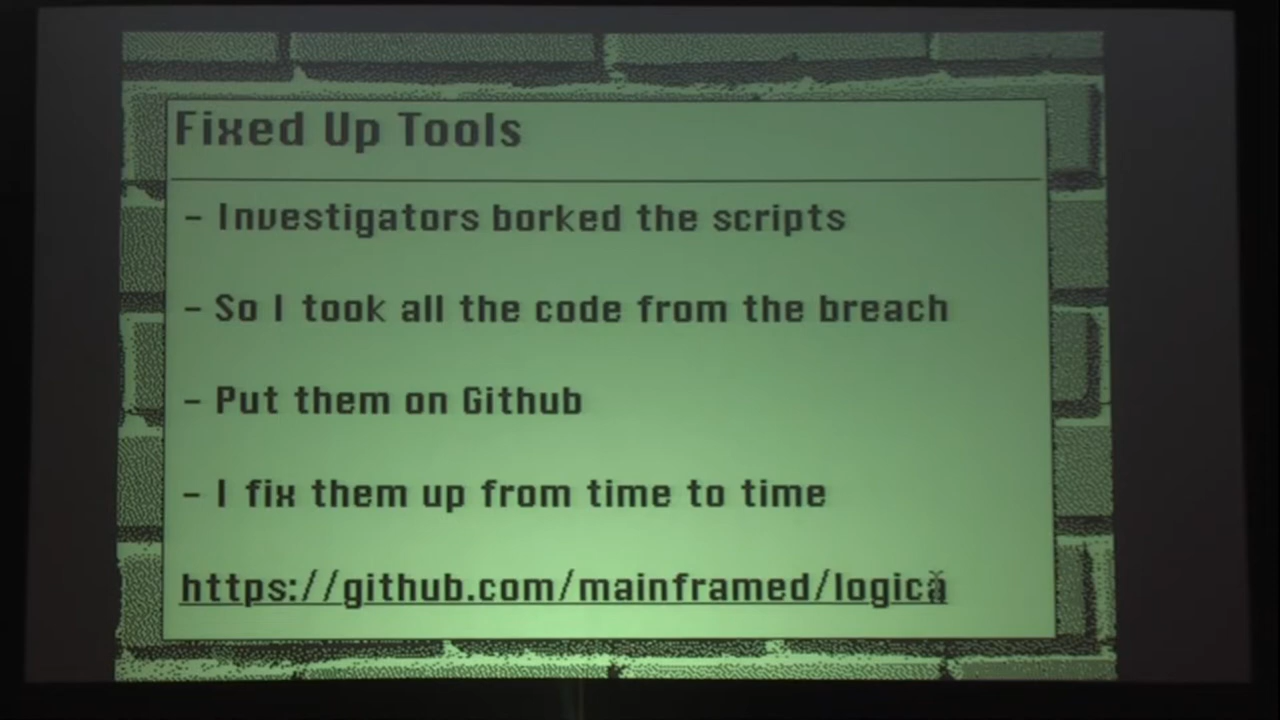 Fixed Up Tools
- Investigators borked the scripts
- So I took all the code from the breach
- Put them on Github
- I fix them up from time to time
https://github.com/mainframed/logica